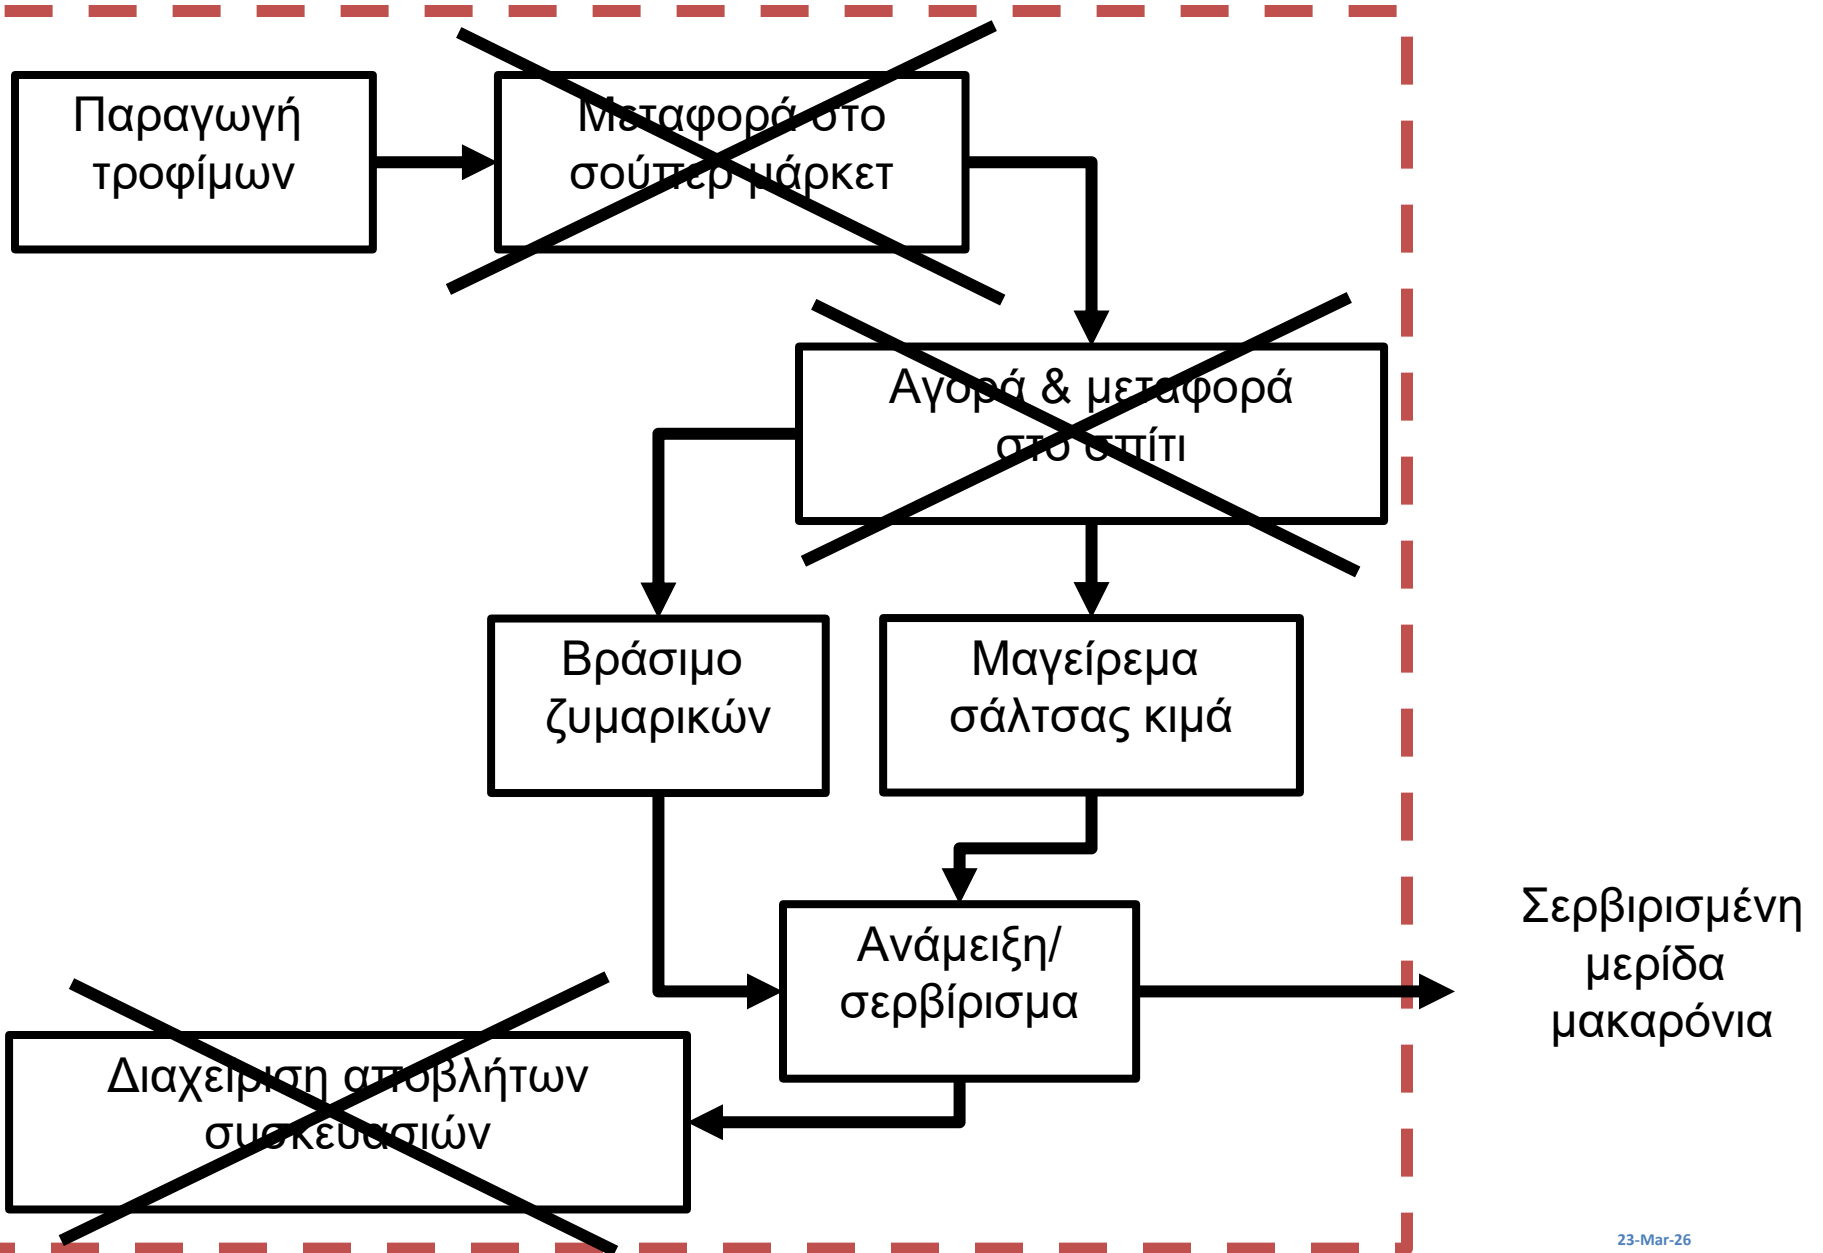 Παραγωγή
τροφίμων
Μεταφορά στο
σούπερ μάρκετ
Αγορά & μεταφορά
στο σπίτι
Βράσιμο
ζυμαρικών
Μαγείρεμα
σάλτσας κιμά
Ανάμειξη/
σερβίρισμα
Σερβιρισμένη
μερίδα
μακαρόνια
Διαχείριση αποβλήτων
συσκευασιών
23-Mar-26